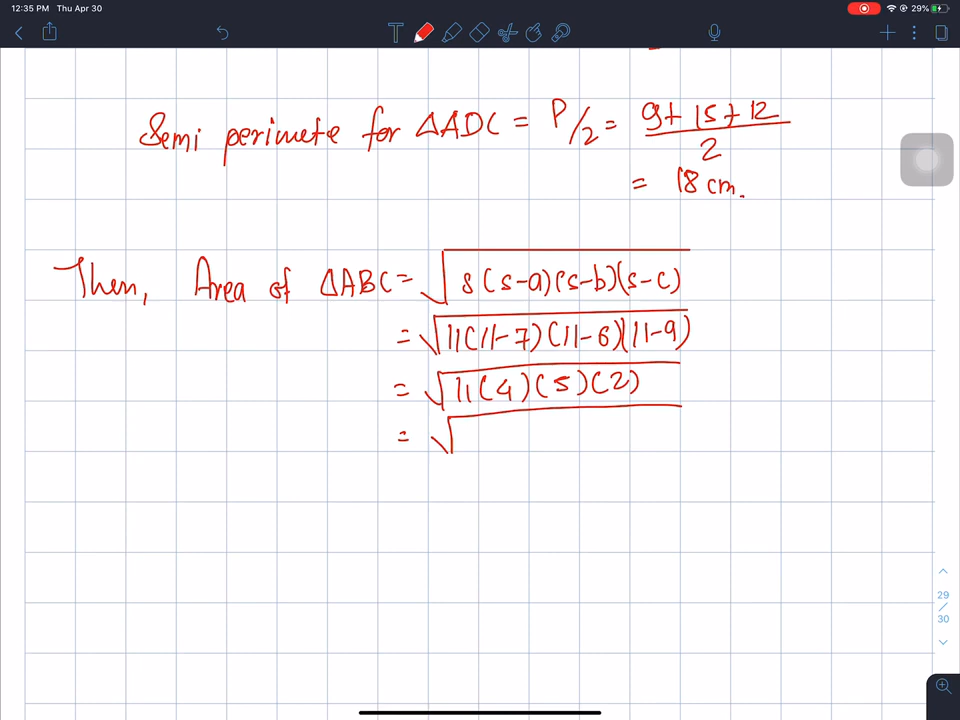 12:35 PM Thu Apr 30 29%
T
Semi perimete for ΔADC = P/2 = 9+15+12/2
= 18 cm.
Then, Area of ΔABC = √s(s-a)(s-b)(s-c)
= √11(11-7)(11-6)(11-9)
= √11(4)(5)(2)
= √
29
/
30